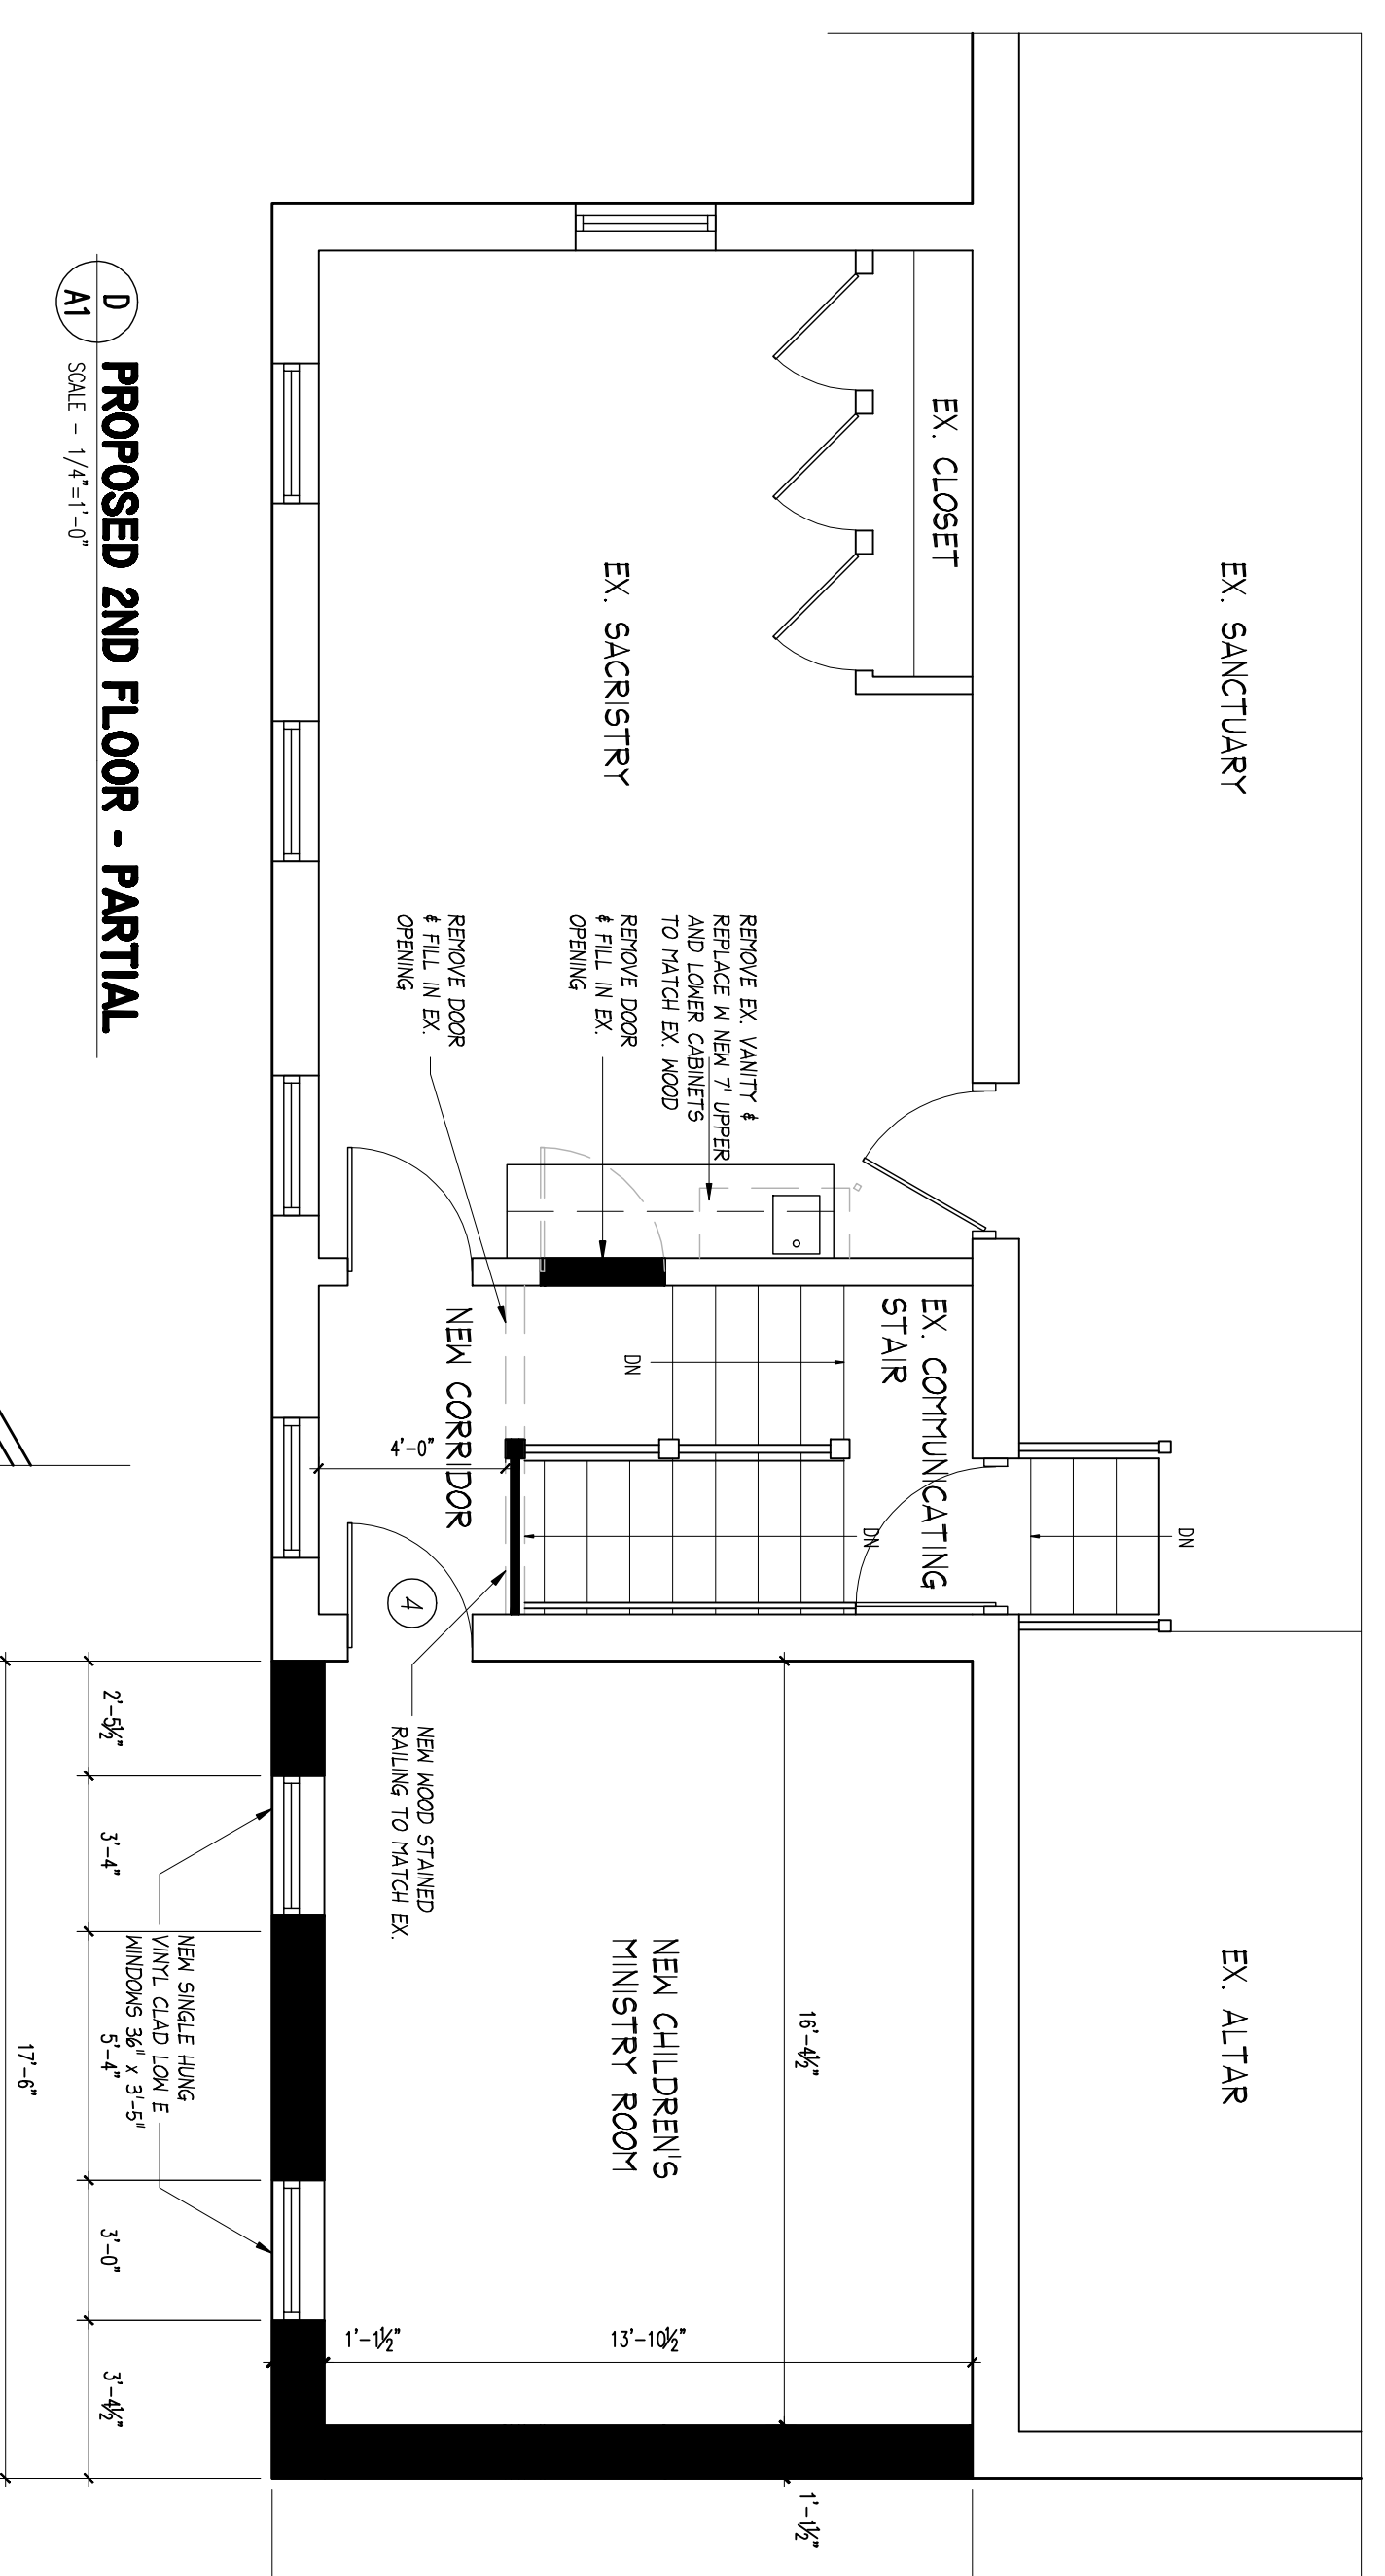 EX. SANCTUARY
EX. ALTAR
EX. CLOSET
EX. COMMUNICATING
STAIR
DN
DN
DN
EX. SACRISTRY
REMOVE EX. VANITY &
REPLACE W NEW 7' UPPER
AND LOWER CABINETS
TO MATCH EX. WOOD
REMOVE DOOR
& FILL IN EX.
OPENING
REMOVE DOOR
& FILL IN EX.
OPENING
NEW CORRIDOR
4'-0"
4
NEW WOOD STAINED
RAILING TO MATCH EX.
NEW CHILDREN'S
MINISTRY ROOM
16'-4½"
1'-1½"
13'-10½"
1'-1½"
NEW SINGLE HUNG
VINYL CLAD LOW E
WINDOWS 36" x 3'-5"
2'-5½"
3'-4"
5'-4"
3'-0"
3'-4½"
17'-6"
D
A1
PROPOSED 2ND FLOOR - PARTIAL
SCALE - 1/4"=1'-0"